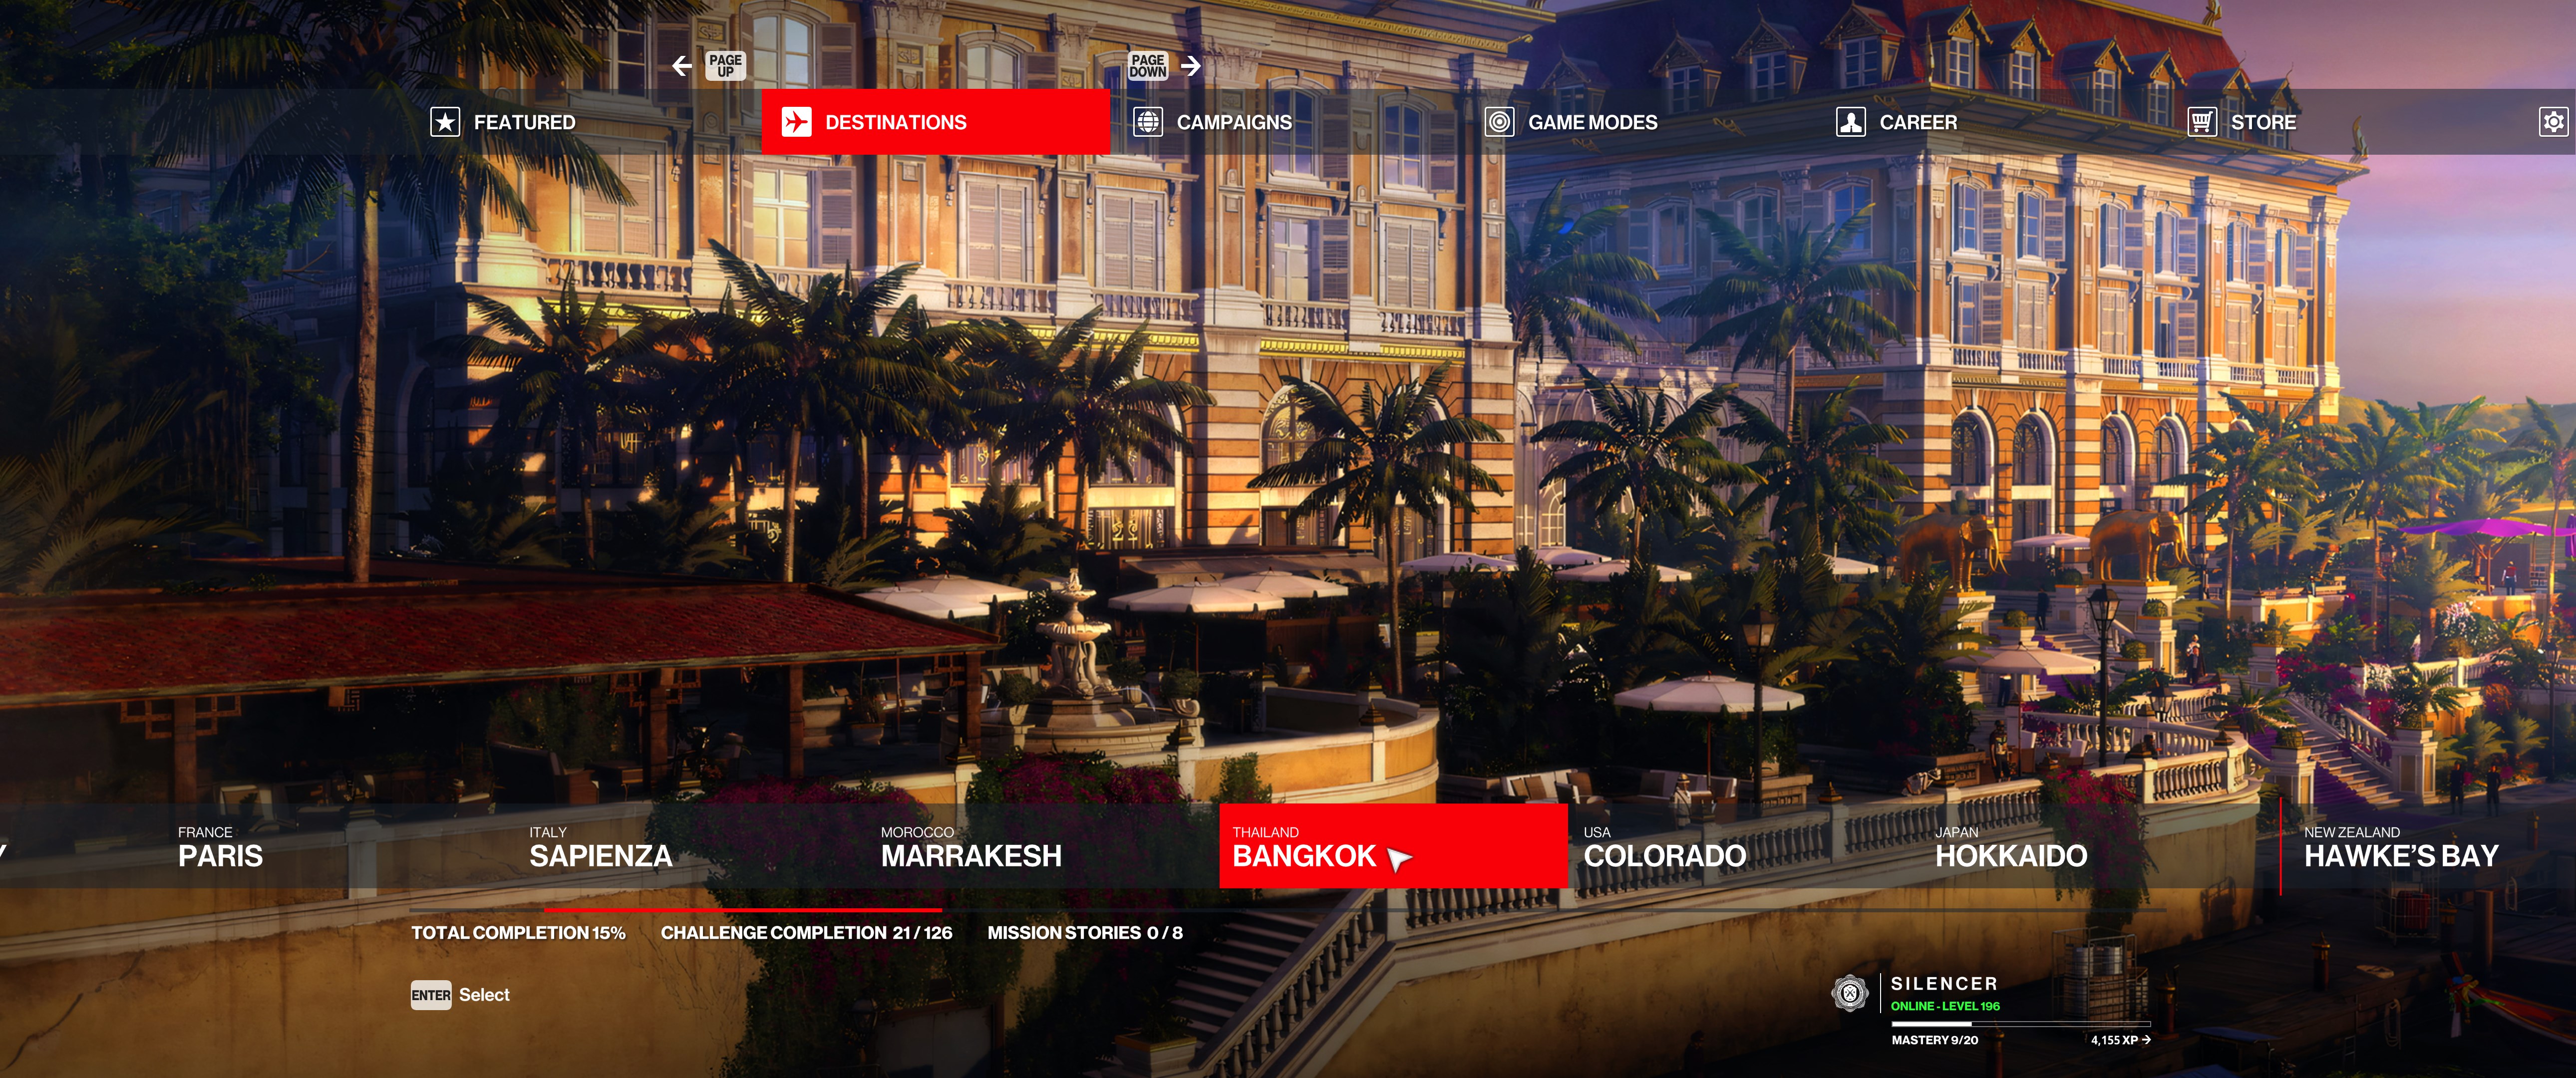 PAGE
UP
PAGE
DOWN
FEATURED
DESTINATIONS
CAMPAIGNS
GAME MODES
CAREER
STORE
FRANCE
PARIS
ITALY
SAPIENZA
MOROCCO
MARRAKESH
THAILAND
BANGKOK
USA
COLORADO
JAPAN
HOKKAIDO
NEW ZEALAND
HAWKE'S BAY
TOTAL COMPLETION 15%
CHALLENGE COMPLETION 21 / 126
MISSION STORIES 0 / 8
ENTER Select
SILENCER
ONLINE - LEVEL 196
MASTERY 9/20
4,155 XP →